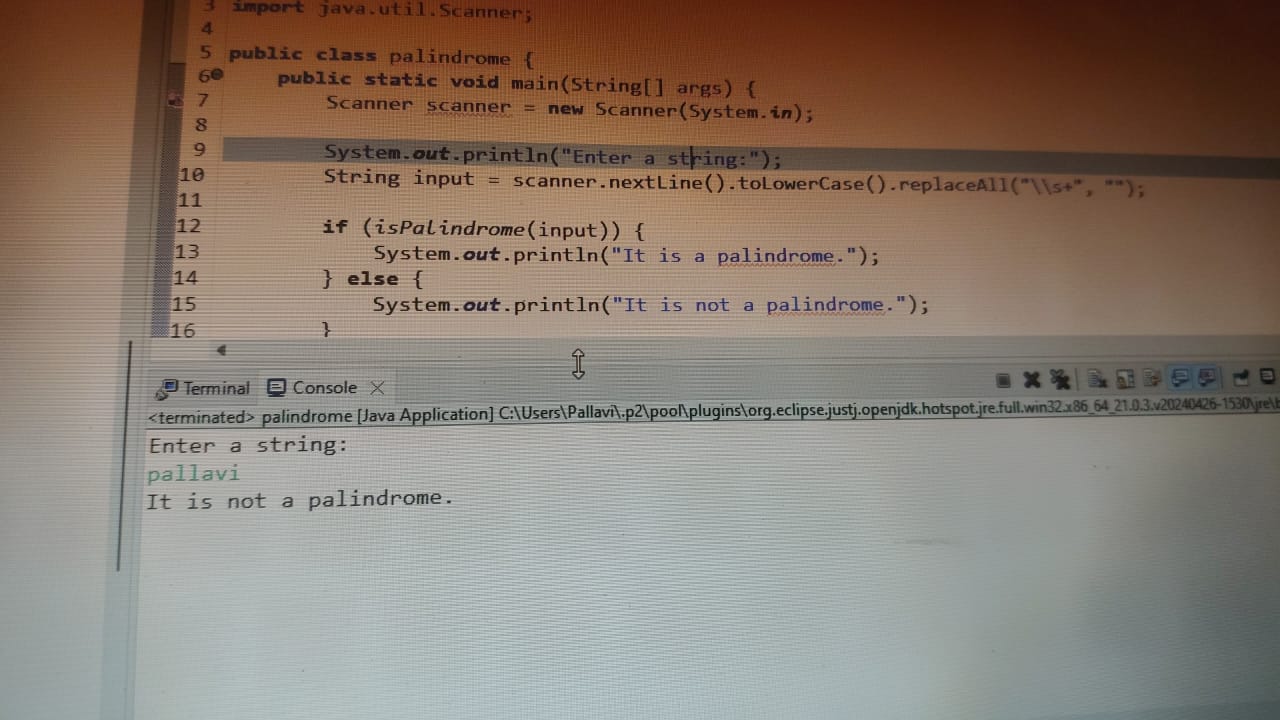 3 import java.util.Scanner;
4
5 public class palindrome {
6 public static void main(String[] args) {
7 Scanner scanner = new Scanner(System.in);
8
9 System.out.println("Enter a string:");
10 String input = scanner.nextLine().toLowerCase().replaceAll("\\s+", "");
11
12 if (isPalindrome(input)) {
13 System.out.println("It is a palindrome.");
14 } else {
15 System.out.println("It is not a palindrome.");
16 }
Terminal Console
<terminated> palindrome [Java Application] C:\Users\Pallavi\.p2\pool\plugins\org.eclipse.justj.openjdk.hotspot.jre.full.win32.x86_64_21.0.3.v20240426-1530\jre\b
Enter a string:
pallavi
It is not a palindrome.